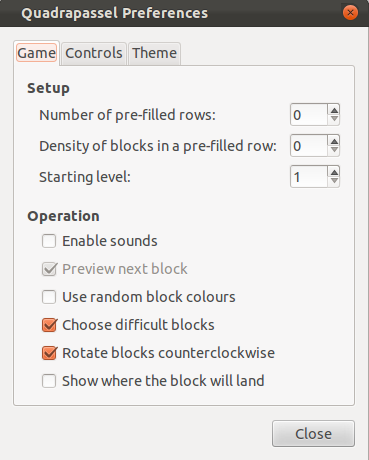 Quadrapassel Preferences
Game Controls Theme
Setup
Number of pre-filled rows: 0
Density of blocks in a pre-filled row: 0
Starting level: 1
Operation
Enable sounds
Preview next block
Use random block colours
Choose difficult blocks
Rotate blocks counterclockwise
Show where the block will land
Close